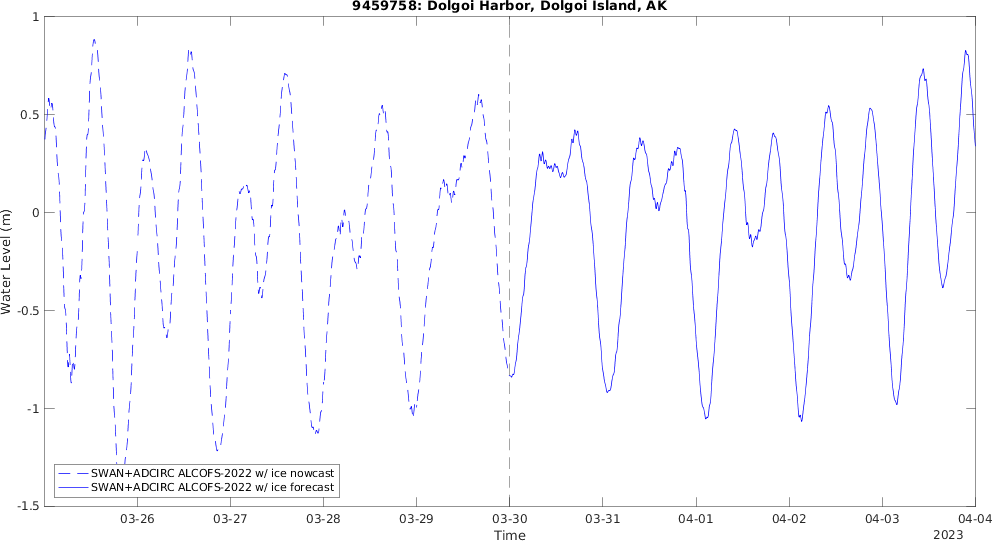 9459758: Dolgoi Harbor, Dolgoi Island, AK
1
0.5
0
-0.5
-1
-1.5
Water Level (m)
SWAN+ADCIRC ALCOFS-2022 w/ ice nowcast
SWAN+ADCIRC ALCOFS-2022 w/ ice forecast
03-26 03-27 03-28 03-29 03-30 03-31 04-01 04-02 04-03 04-04
Time
2023